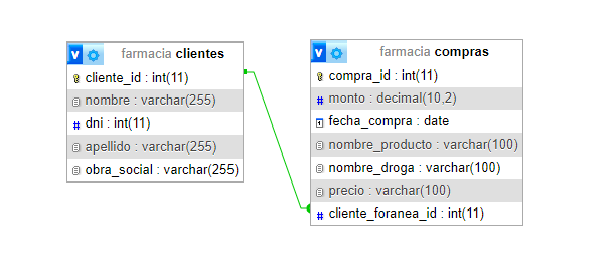 farmacia clientes
cliente_id : int(11)
nombre : varchar(255)
dni : int(11)
apellido : varchar(255)
obra_social : varchar(255)
farmacia compras
compra_id : int(11)
monto : decimal(10,2)
fecha_compra : date
nombre_producto : varchar(100)
nombre_droga : varchar(100)
precio : varchar(100)
cliente_foranea_id : int(11)